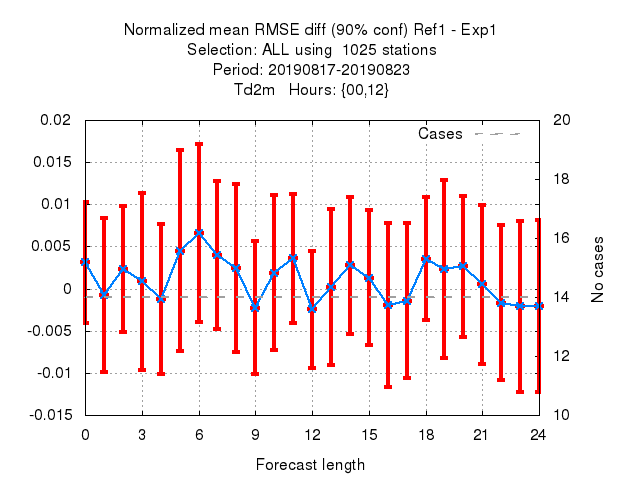 Normalized mean RMSE diff (90% conf) Ref1 - Exp1
Selection: ALL using  1025 stations
Period: 20190817-20190823
Td2m   Hours: {00,12}
Cases
0.02
0.015
0.01
0.005
0
-0.005
-0.01
-0.015
20
18
16
14
12
10
No cases
0 3 6 9 12 15 18 21 24
Forecast length